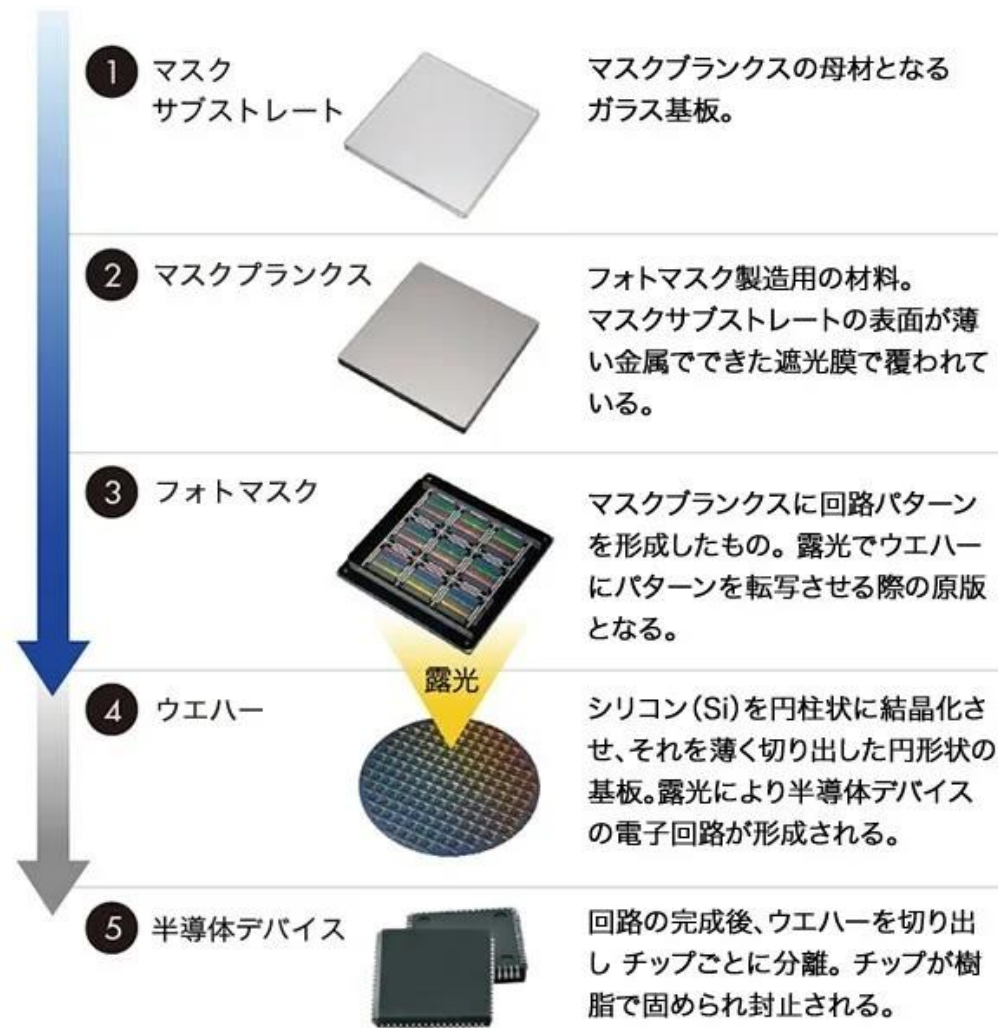 1 マスク
サブストレート
マスクブランクスの母材となる
ガラス基板。
2 マスクプランクス
フォトマスク製造用の材料。
マスクサブストレートの表面が薄
い金属でできた遮光膜で覆われて
いる。
3 フォトマスク
マスクブランクスに回路パターン
を形成したもの。露光でウエハー
にパターンを転写させる際の原版
となる。
露光
4 ウエハー
シリコン(Si)を円柱状に結晶化さ
せ、それを薄く切り出した円形状の
基板。露光により半導体デバイス
の電子回路が形成される。
5 半導体デバイス
回路の完成後、ウエハーを切り出
し チップごとに分離。チップが樹
脂で固められ封止される。